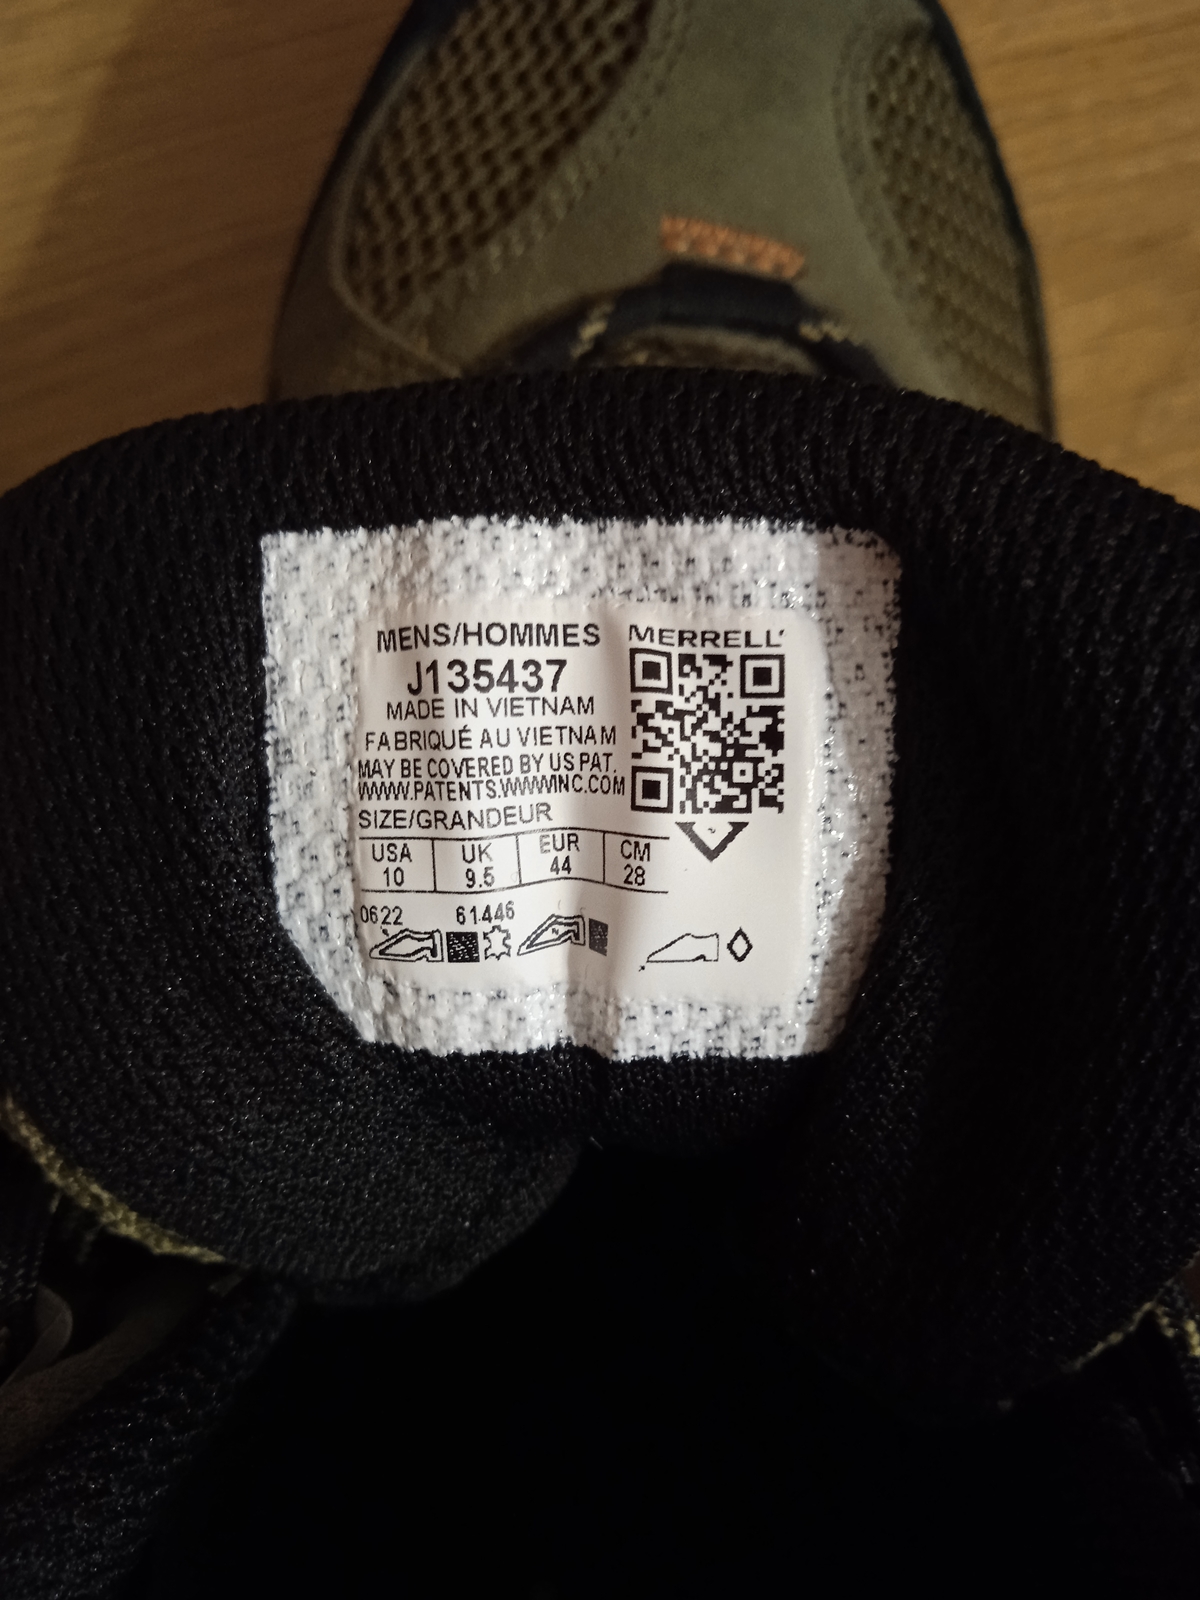 MENS/HOMMES
J135437
MADE IN VIETNAM
FABRIQUÉ AU VIETNAM
MAY BE COVERED BY US PAT.
WWW.PATENTS.WWWINC.COM
SIZE/GRANDEUR
USA UK EUR CM
10 9.5 44 28
0622 61446
MERRELL